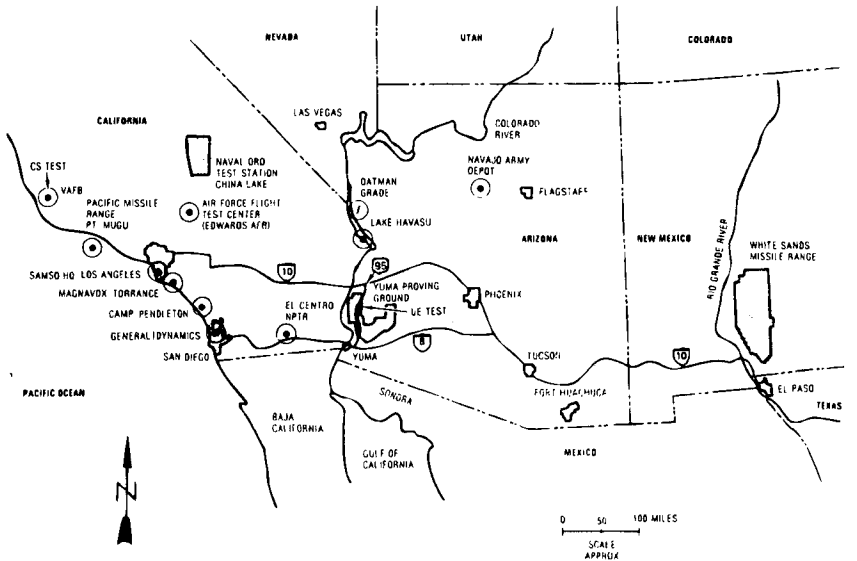 NEVADA
UTAH
COLORADO
CALIFORNIA
LAS VEGAS
COLORADO
RIVER
CS TEST
VAFB
NAVAL ORD
TEST STATION
CHINA LAKE
OATMAN
GRADE
NAVAJO ARMY
DEPOT
FLAGSTAFF
PACIFIC MISSILE
RANGE
PT. MUGU
AIR FORCE FLIGHT
TEST CENTER
(EDWARDS AFB)
LAKE HAVASU
ARIZONA
NEW MEXICO
RIO GRANDE RIVER
WHITE SANDS
MISSILE RANGE
SAMSO HQ LOS ANGELES
10
95
MAGNAVOX TORRANCE
YUMA PROVING
GROUND
PHOENIX
CAMP PENDLETON
EL CENTRO
NPTR
UE TEST
GENERAL DYNAMICS
8
SAN DIEGO
YUMA
TUCSON
10
EL PASO
PACIFIC OCEAN
SONORA
FORT HUACHUCA
TEXAS
BAJA
CALIFORNIA
GULF OF
CALIFORNIA
MEXICO
N
0 50 100 MILES
SCALE
APPROX